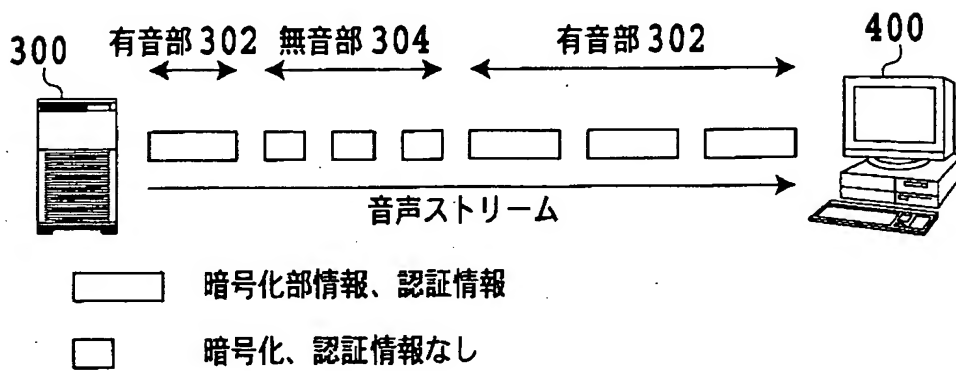 300
有音部302
無音部304
有音部302
400
音声ストリーム
暗号化部情報、認証情報
暗号化、認証情報なし